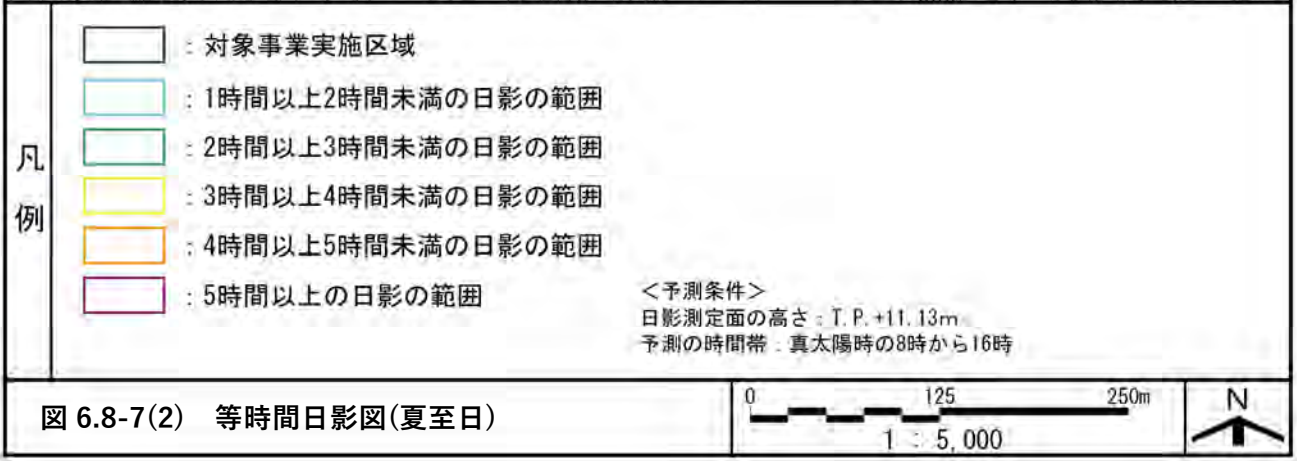 凡例
：対象事業実施区域
：1時間以上2時間未満の日影の範囲
：2時間以上3時間未満の日影の範囲
：3時間以上4時間未満の日影の範囲
：4時間以上5時間未満の日影の範囲
：5時間以上の日影の範囲
＜予測条件＞
日影測定面の高さ：T.P.+11.13m
予測の時間帯：真太陽時の8時から16時
図 6.8-7(2) 等時間日影図(夏至日)
0 125 250m
1 : 5,000
N